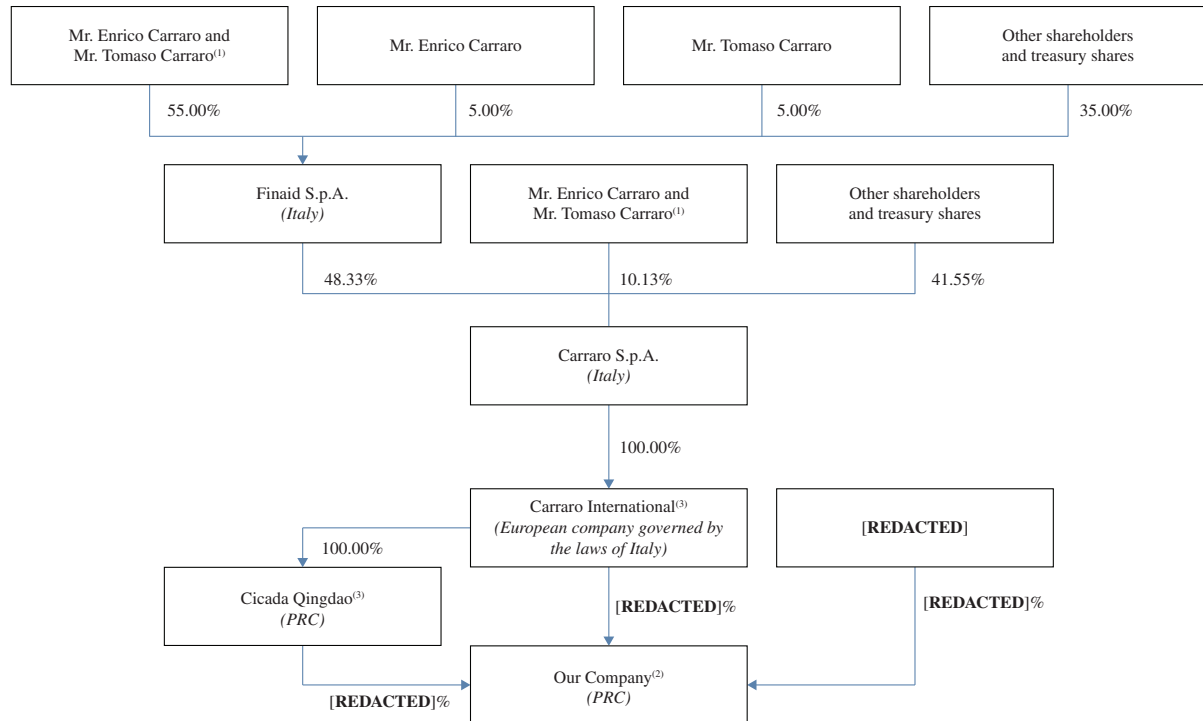 Mr. Enrico Carraro and
Mr. Tomaso Carraro(1)
Mr. Enrico Carraro
Mr. Tomaso Carraro
Other shareholders
and treasury shares
55.00%
5.00%
5.00%
35.00%
Finaid S.p.A.
(Italy)
Mr. Enrico Carraro and
Mr. Tomaso Carraro(1)
Other shareholders
and treasury shares
48.33%
10.13%
41.55%
Carraro S.p.A.
(Italy)
100.00%
Carraro International(3)
(European company governed by
the laws of Italy)
[REDACTED]
100.00%
Cicada Qingdao(3)
(PRC)
[REDACTED]%
[REDACTED]%
Our Company(2)
(PRC)
[REDACTED]%